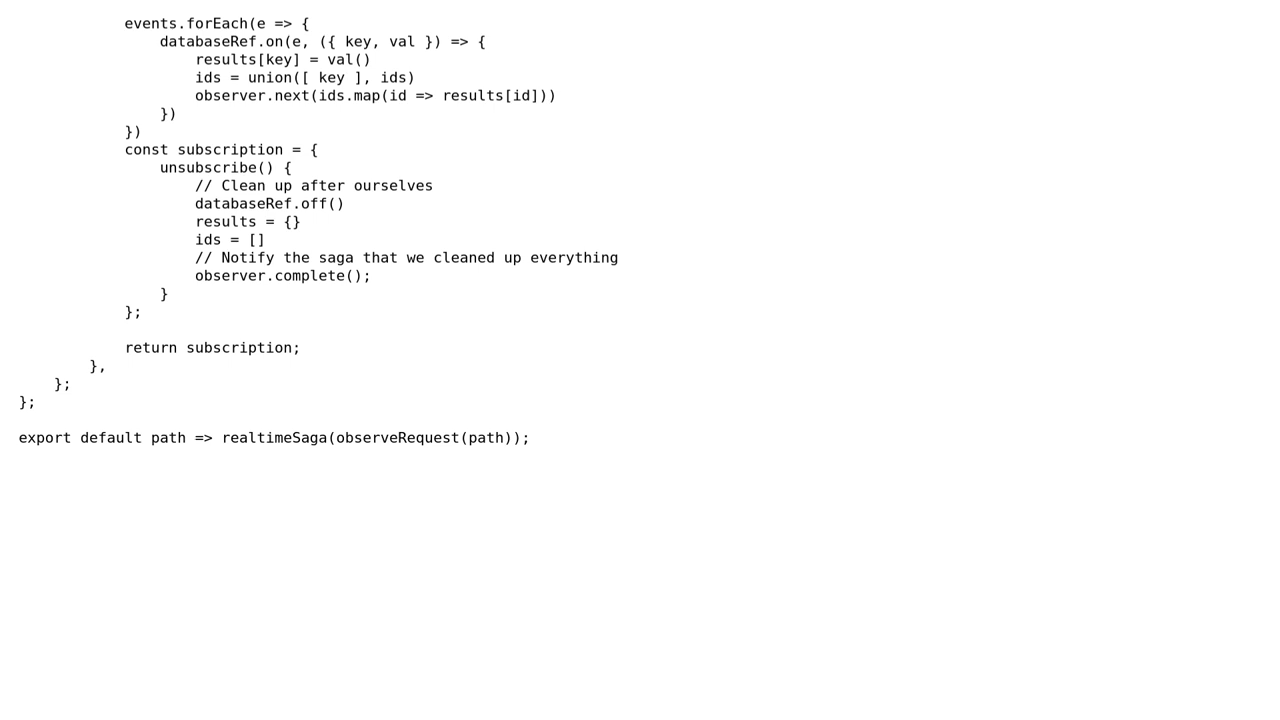 events.forEach(e => {
                databaseRef.on(e, ({ key, val }) => {
                    results[key] = val()
                    ids = union([ key ], ids)
                    observer.next(ids.map(id => results[id]))
                })
            })
            const subscription = {
                unsubscribe() {
                    // Clean up after ourselves
                    databaseRef.off()
                    results = {}
                    ids = []
                    // Notify the saga that we cleaned up everything
                    observer.complete();
                }
            };

            return subscription;
        },
    };
};

export default path => realtimeSaga(observeRequest(path));